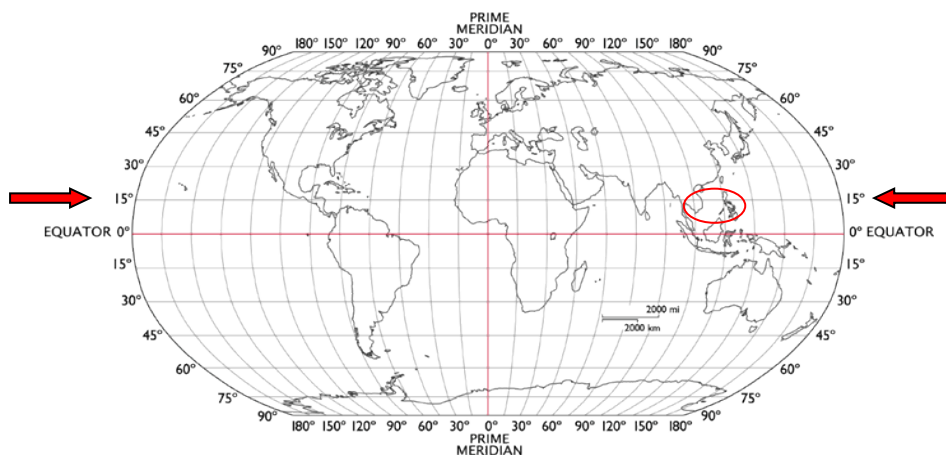 PRIME
MERIDIAN
90° 180° 150° 120° 90° 60° 30° 0° 30° 60° 90° 120° 150° 180° 90°
75° 75°
60° 60°
45° 45°
30° 30°
15° 15°
EQUATOR 0° 0° EQUATOR
15° 15°
30° 30°
2000 mi
2000 km
45° 45°
60° 60°
75° 75°
90° 90°
180° 150° 120° 90° 60° 30° 0° 30° 60° 90° 120° 150° 180°
PRIME
MERIDIAN